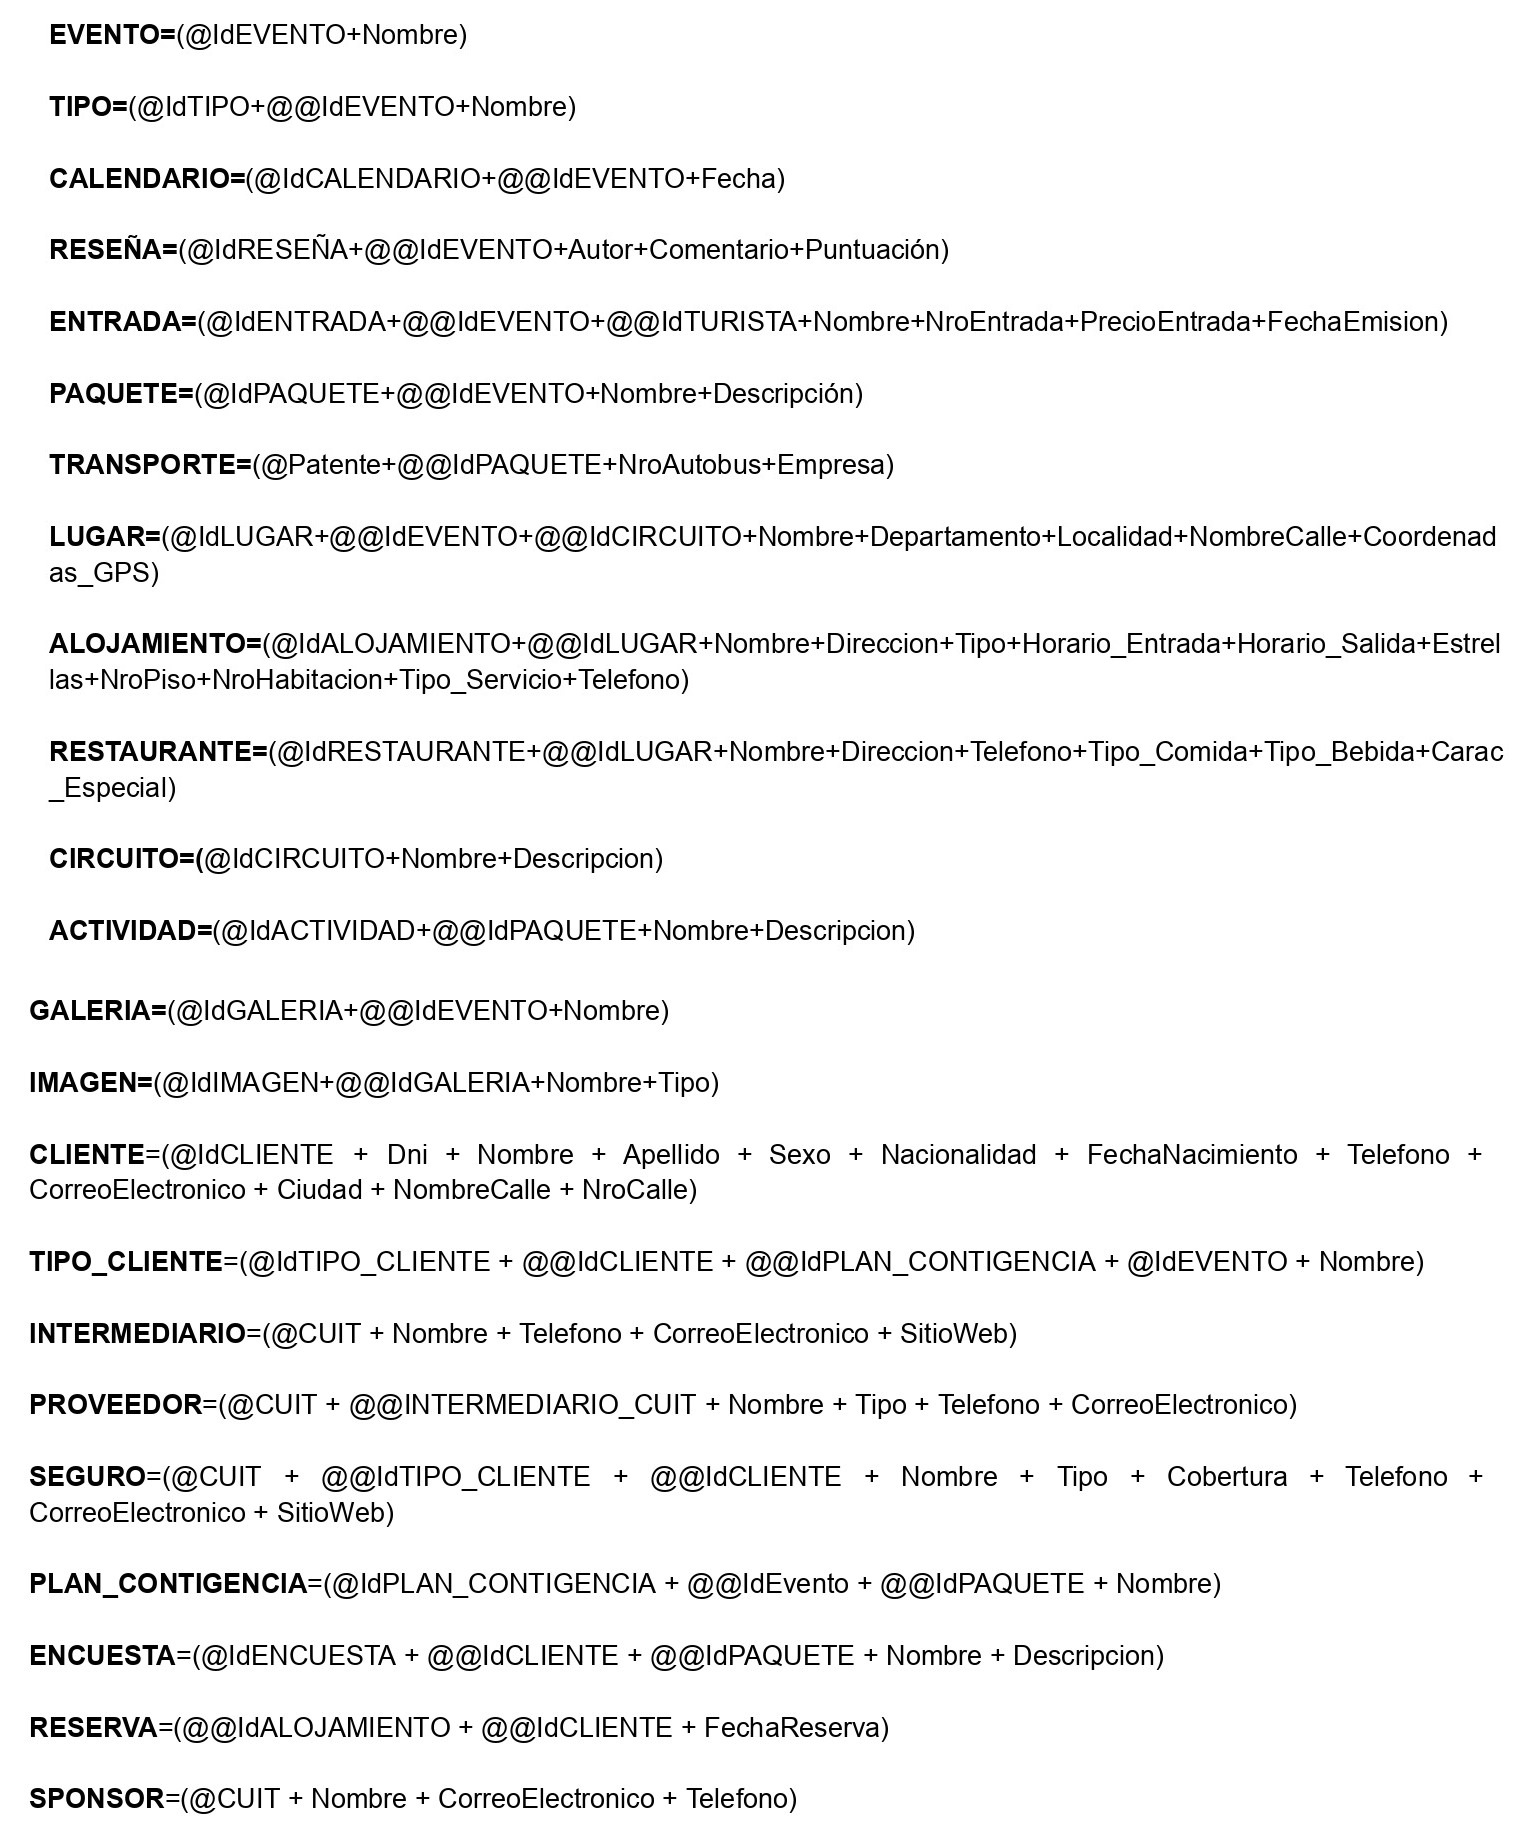 EVENTO=(@IdEVENTO+Nombre)
TIPO=(@IdTIPO+@@IdEVENTO+Nombre)
CALENDARIO=(@IdCALENDARIO+@@IdEVENTO+Fecha)
RESEÑA=(@IdRESEÑA+@@IdEVENTO+Autor+Comentario+Puntuación)
ENTRADA=(@IdENTRADA+@@IdEVENTO+@@IdTURISTA+Nombre+NroEntrada+PrecioEntrada+FechaEmision)
PAQUETE=(@IdPAQUETE+@@IdEVENTO+Nombre+Descripción)
TRANSPORTE=(@Patente+@@IdPAQUETE+NroAutobus+Empresa)
LUGAR=(@IdLUGAR+@@IdEVENTO+@@IdCIRCUITO+Nombre+Departamento+Localidad+NombreCalle+Coordenad
as_GPS)
ALOJAMIENTO=(@IdALOJAMIENTO+@@IdLUGAR+Nombre+Direccion+Tipo+Horario_Entrada+Horario_Salida+Estrel
las+NroPiso+NroHabitacion+Tipo_Servicio+Telefono)
RESTAURANTE=(@IdRESTAURANTE+@@IdLUGAR+Nombre+Direccion+Telefono+Tipo_Comida+Tipo_Bebida+Carac
_Especial)
CIRCUITO=(@IdCIRCUITO+Nombre+Descripcion)
ACTIVIDAD=(@IdACTIVIDAD+@@IdPAQUETE+Nombre+Descripcion)
GALERIA=(@IdGALERIA+@@IdEVENTO+Nombre)
IMAGEN=(@IdIMAGEN+@@IdGALERIA+Nombre+Tipo)
CLIENTE=(@IdCLIENTE + Dni + Nombre + Apellido + Sexo + Nacionalidad + FechaNacimiento + Telefono +
CorreoElectronico + Ciudad + NombreCalle + NroCalle)
TIPO_CLIENTE=(@IdTIPO_CLIENTE + @@IdCLIENTE + @@IdPLAN_CONTIGENCIA + @IdEVENTO + Nombre)
INTERMEDIARIO=(@CUIT + Nombre + Telefono + CorreoElectronico + SitioWeb)
PROVEEDOR=(@CUIT + @@INTERMEDIARIO_CUIT + Nombre + Tipo + Telefono + CorreoElectronico)
SEGURO=(@CUIT + @@IdTIPO_CLIENTE + @@IdCLIENTE + Nombre + Tipo + Cobertura + Telefono +
CorreoElectronico + SitioWeb)
PLAN_CONTIGENCIA=(@IdPLAN_CONTIGENCIA + @@IdEvento + @@IdPAQUETE + Nombre)
ENCUESTA=(@IdENCUESTA + @@IdCLIENTE + @@IdPAQUETE + Nombre + Descripcion)
RESERVA=(@@IdALOJAMIENTO + @@IdCLIENTE + FechaReserva)
SPONSOR=(@CUIT + Nombre + CorreoElectronico + Telefono)